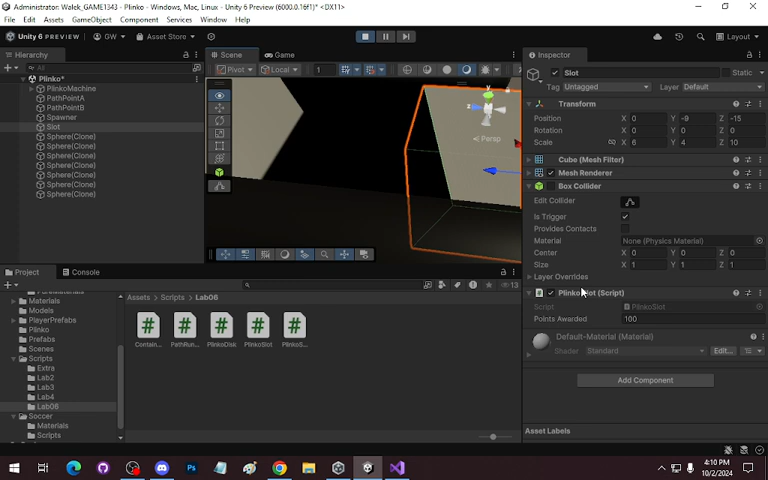 Administrator: Walek_GAME1343 - Plinko - Windows, Mac, Linux - Unity 6 Preview (6000.0.16f1)* <DX11>
File Edit Assets GameObject Component Services Window Help
Unity 6 PREVIEW GW Asset Store Layout
Hierarchy Scene Game Inspector
All Pivot Local 1 Slot Static
Plinko* Tag Untagged Layer Default
PlinkoMachine
PathPointA
PathPointB
Spawner
Slot
Sphere(Clone)
Sphere(Clone)
Sphere(Clone)
Sphere(Clone)
Sphere(Clone)
Sphere(Clone)
Sphere(Clone)
Persp
Transform
Position X 0 Y -9 Z -15
Rotation X 0 Y 0 Z 0
Scale X 6 Y 4 Z 10
Cube (Mesh Filter)
Mesh Renderer
Box Collider
Edit Collider
Is Trigger
Provides Contacts
Material None (Physics Material)
Center X 0 Y 0 Z 0
Size X 1 Y 1 Z 1
Layer Overrides
PlinkoSlot (Script)
Script PlinkoSlot
Points Awarded 100
Default-Material (Material)
Shader Standard Edit...
Add Component
Asset Labels
Project Console
13
Assets > Scripts > Lab06
Materials
Models
PlayerPrefabs
Plinko
Prefabs
Scenes
Scripts
Extra
Lab2
Lab3
Lab4
Lab06
Soccer
Materials
Scripts
Contain... PathRun... PlinkoDisk PlinkoSlot PlinkoS...
4:10 PM
10/2/2024